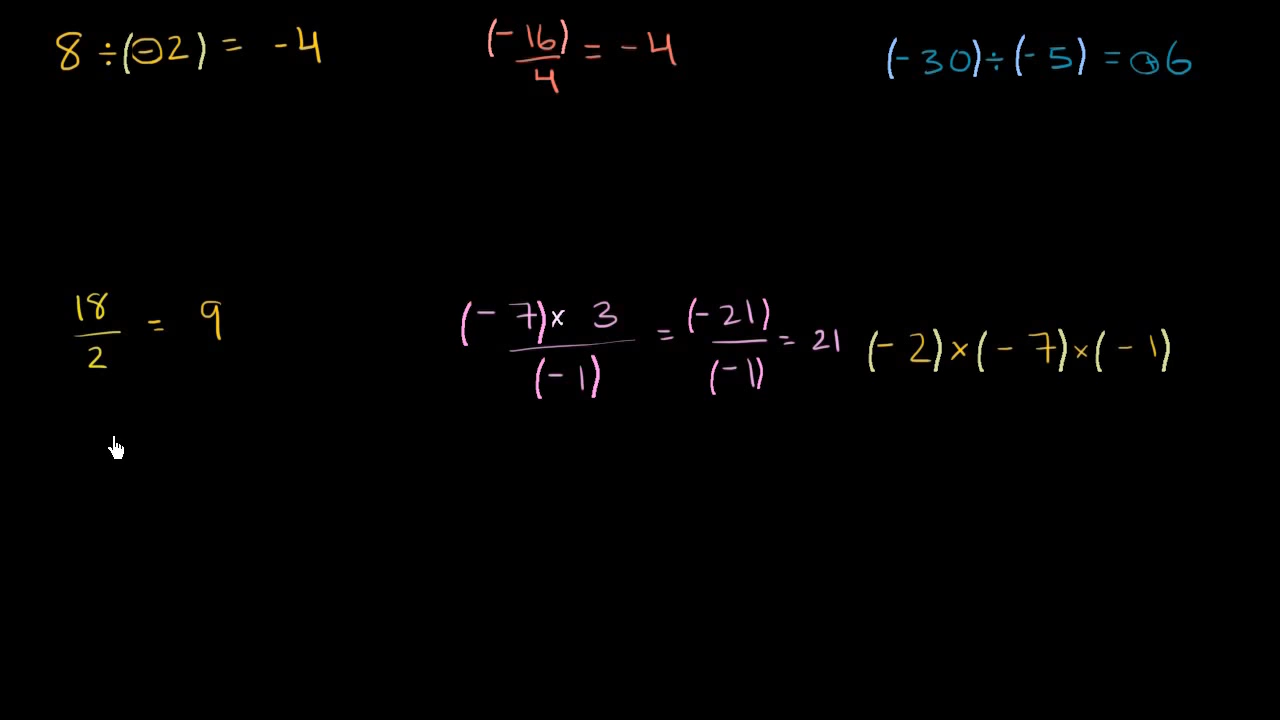 8 ÷ (-2) = -4
(-16)/4 = -4
(-30) ÷ (-5) = +6
18/2 = 9
(-7) × 3/(-1) = (-21)/(-1) = 21
(-2) × (-7) × (-1)